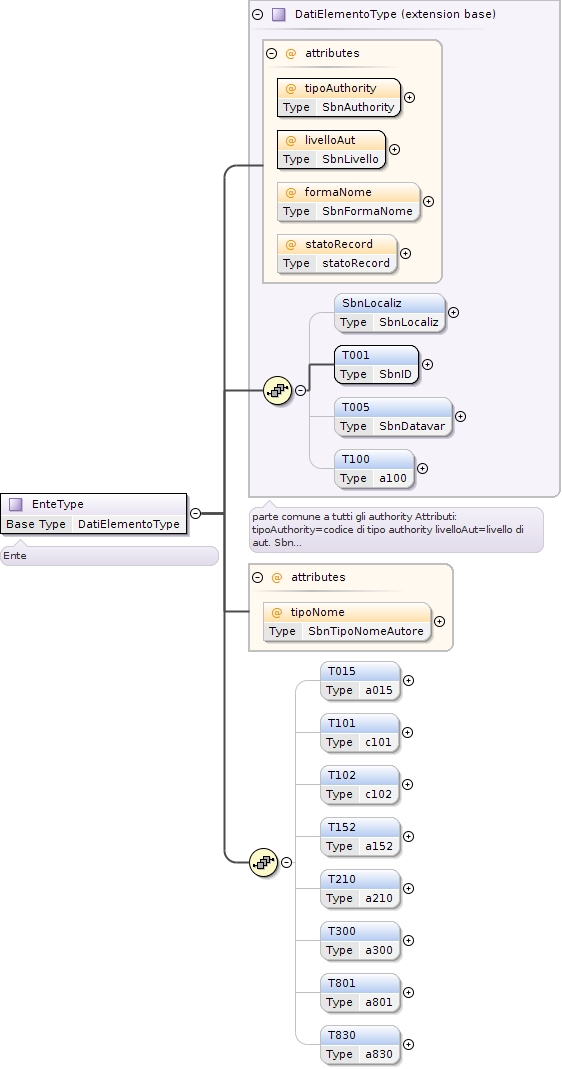 DatiElementoType (extension base)
@ attributes
@ tipoAuthority
Type SbnAuthority
@ livelloAut
Type SbnLivello
@ formaNome
Type SbnFormaNome
@ statoRecord
Type statoRecord
SbnLocaliz
Type SbnLocaliz
T001
Type SbnID
T005
Type SbnDatavar
T100
Type a100
EnteType
Base Type DatiElementoType
Ente
parte comune a tutti gli authority Attributi:
tipoAuthority=codice di tipo authority livelloAut=livello di
aut. Sbn...
@ attributes
@ tipoNome
Type SbnTipoNomeAutore
T015
Type a015
T101
Type c101
T102
Type c102
T152
Type a152
T210
Type a210
T300
Type a300
T801
Type a801
T830
Type a830